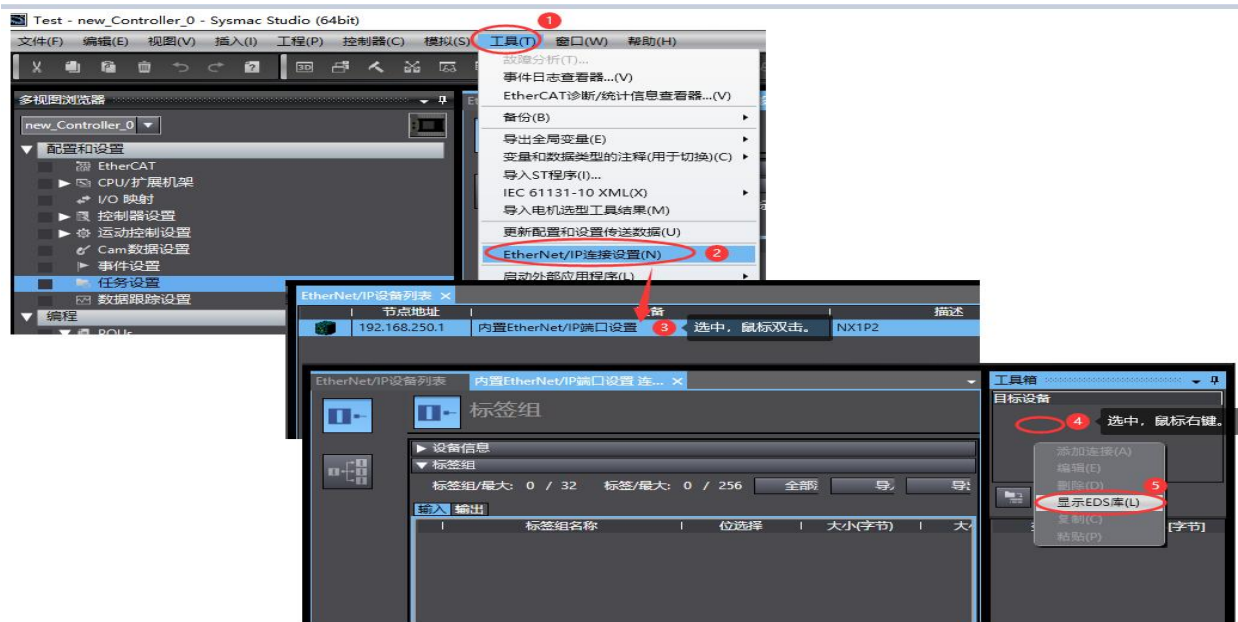 Test - new_Controller_0 - Sysmac Studio (64bit)
1
文件(F) 编辑(E) 视图(V) 插入(I) 工程(P) 控制器(C) 模拟(S) 工具(T) 窗口(W) 帮助(H)
故障分析(T)...
事件日志查看器...(V)
EtherCAT诊断/统计信息查看器...(V)
备份(B)
导出全局变量(E)
变量和数据类型的注释(用于切换)(C)
导入ST程序(I)...
IEC 61131-10 XML(X)
导入电机选型工具结果(M)
更新配置和设置传送数据(U)
EtherNet/IP连接设置(N) 2
启动外部应用程序(L)
多视图浏览器
new_Controller_0
配置和设置
EtherCAT
CPU/扩展机架
I/O 映射
控制器设置
运动控制设置
Cam数据设置
事件设置
任务设置
数据跟踪设置
编程
POUs
EtherNet/IP设备列表
节点地址 备 描述
192.168.250.1 内置EtherNet/IP端口设置 3 选中，鼠标双击。 NX1P2
EtherNet/IP设备列表 内置EtherNet/IP端口设置 连...
标签组
设备信息
标签组
标签组/最大: 0 / 32 标签/最大: 0 / 256 全部 导 导
输入 输出
标签组名称 位选择 大小(字节) 大
工具箱
目标设备
4 选中，鼠标右键。
添加连接(A)
编辑(E)
删除(D) 5
显示EDS库(L)
复制(C)
粘贴(P)
[字节]